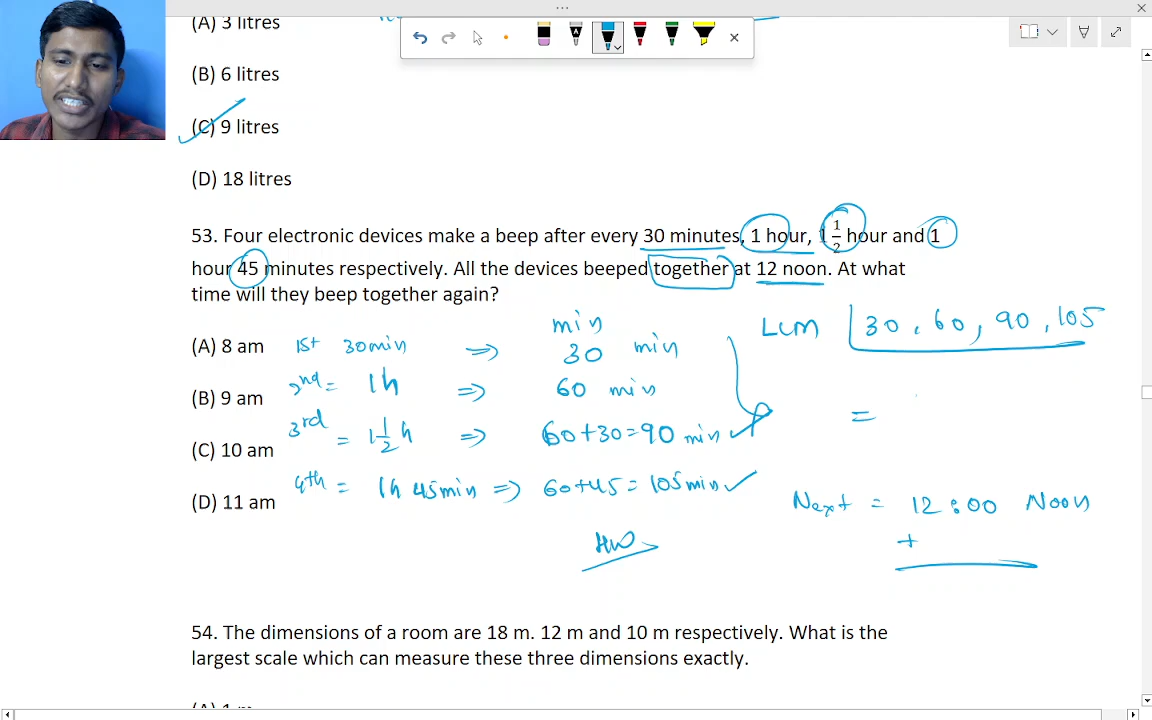 (A) 3 litres
(B) 6 litres
(C) 9 litres
(D) 18 litres
53. Four electronic devices make a beep after every 30 minutes, 1 hour, 1 1/2 hour and 1
hour 45 minutes respectively. All the devices beeped together at 12 noon. At what
time will they beep together again?
(A) 8 am
(B) 9 am
(C) 10 am
(D) 11 am
min
1st 30min => 30 min
2nd = 1h => 60 min
3rd = 1 1/2 h => 60+30=90 min
4th = 1h 45min => 60+45=105min
HW
LCM 30, 60, 90, 105
=
Next = 12:00 Noon
+
54. The dimensions of a room are 18 m. 12 m and 10 m respectively. What is the
largest scale which can measure these three dimensions exactly.